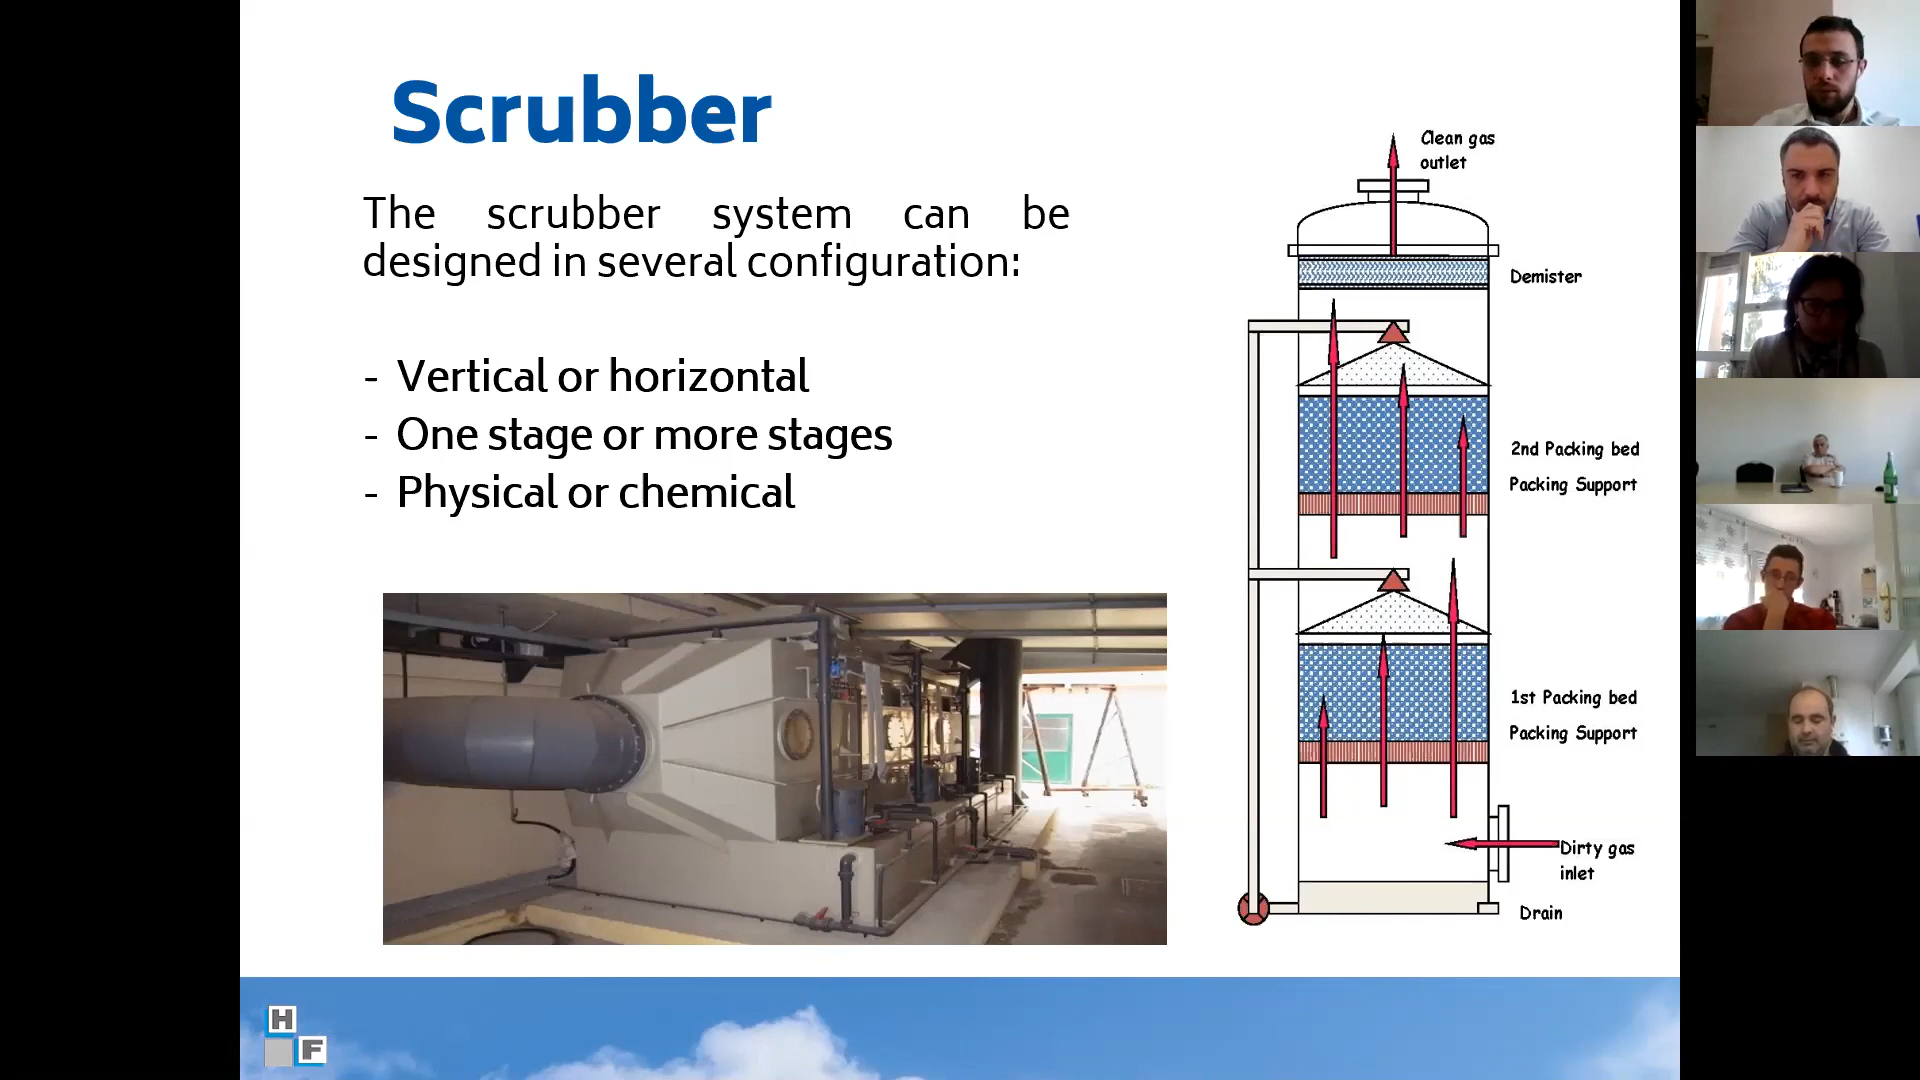 Scrubber
The scrubber system can be
designed in several configuration:
- Vertical or horizontal
- One stage or more stages
- Physical or chemical
Clean gas
outlet
Demister
2nd Packing bed
Packing Support
1st Packing bed
Packing Support
Dirty gas
inlet
Drain
H
F